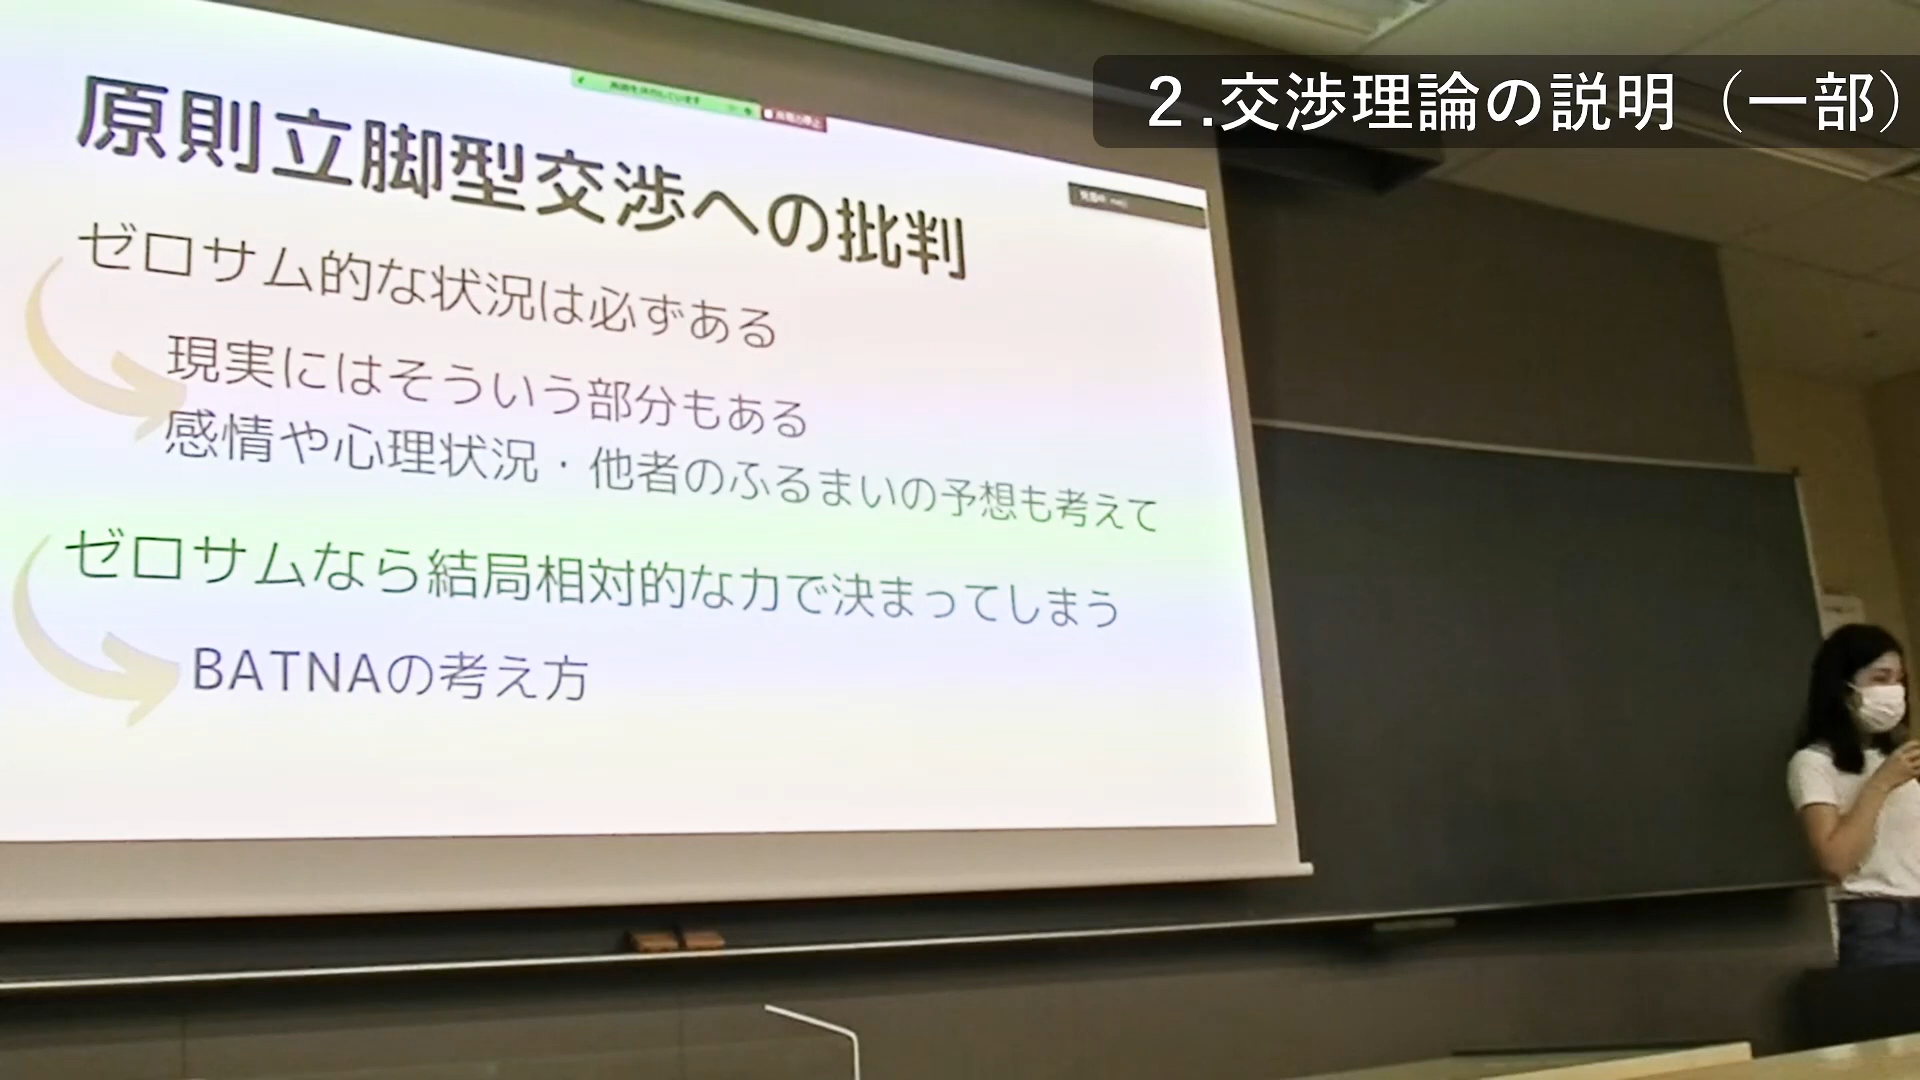 2.交渉理論の説明（一部）
原則立脚型交渉への批判
ゼロサム的な状況は必ずある
現実にはそういう部分もある
感情や心理状況・他者のふるまいの予想も考えて
ゼロサムなら結局相対的な力で決まってしまう
BATNAの考え方